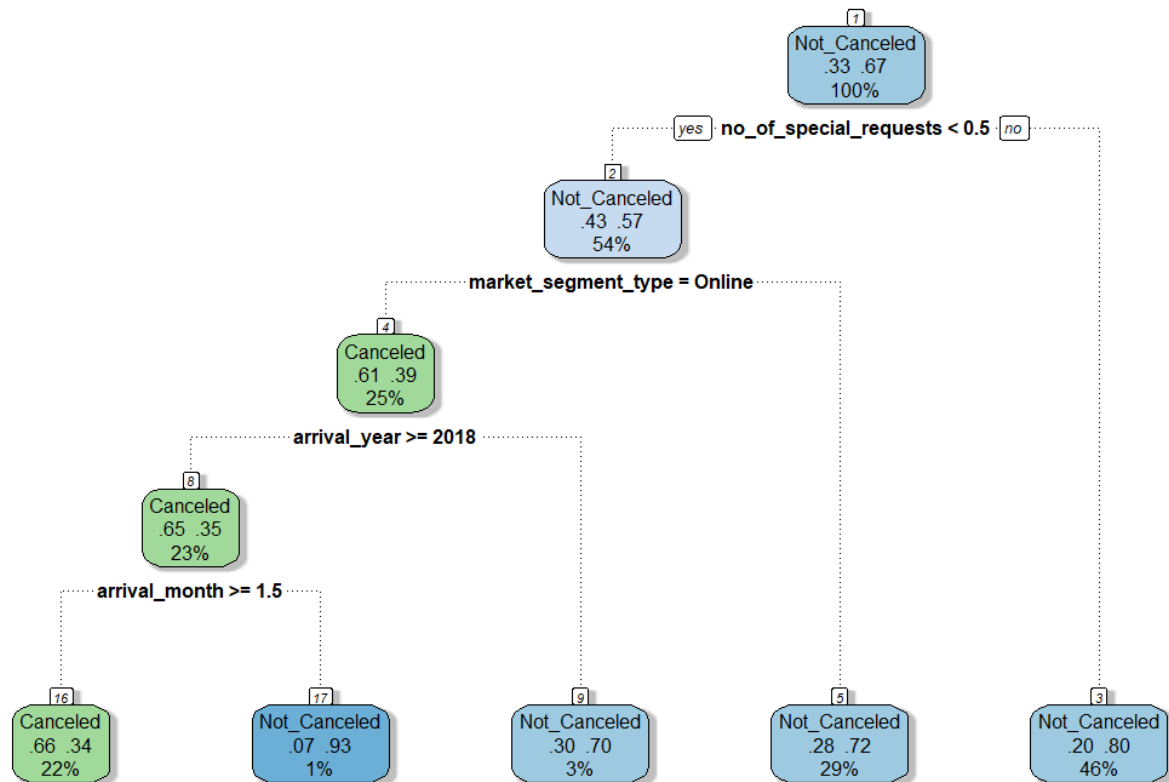 1
Not_Canceled
.33 .67
100%
yes no_of_special_requests < 0.5 no
2
Not_Canceled
.43 .57
54%
market_segment_type = Online
4
Canceled
.61 .39
25%
arrival_year >= 2018
8
Canceled
.65 .35
23%
arrival_month >= 1.5
16
Canceled
.66 .34
22%
17
Not_Canceled
.07 .93
1%
9
Not_Canceled
.30 .70
3%
5
Not_Canceled
.28 .72
29%
3
Not_Canceled
.20 .80
46%